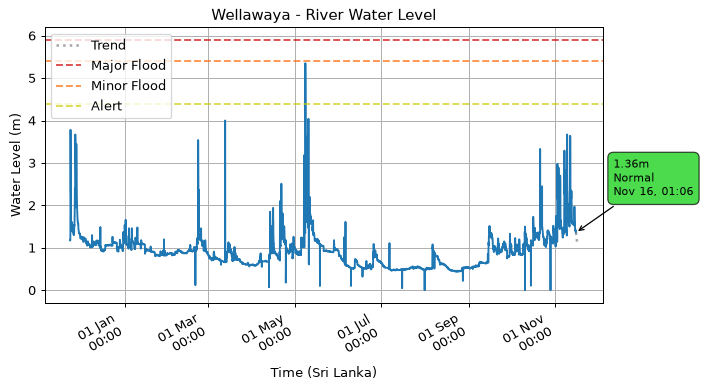 Wellawaya - River Water Level
Water Level (m)
6
5
4
3
2
1
0
Trend
Major Flood
Minor Flood
Alert
1.36m
Normal
Nov 16, 01:06
01 Jan
00:00
01 Mar
00:00
01 May
00:00
01 Jul
00:00
01 Sep
00:00
01 Nov
00:00
Time (Sri Lanka)